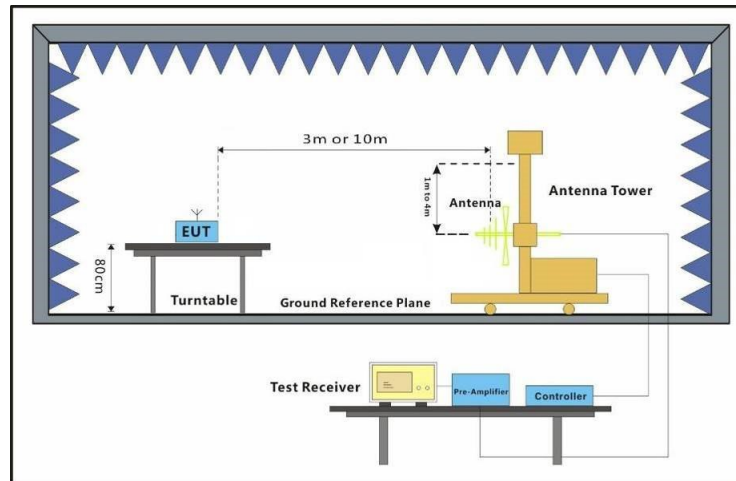 3m or 10m
1m to 4m
Antenna
Antenna Tower
EUT
80cm
Turntable
Ground Reference Plane
Test Receiver
Pre-Amplifier
Controller